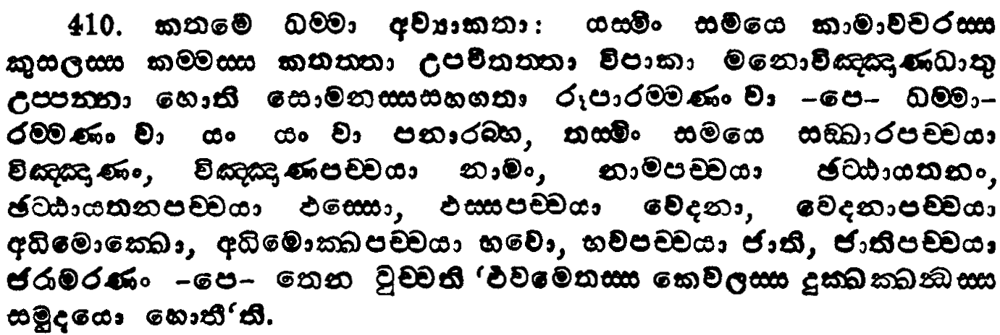 410. කතමේ ධම්මා අව්‍යාකතා: යස්මිං සමයෙ කාමාවචරස්ස
කුසලස්ස කම්මස්ස කතත්තා උපචිතත්තා විපාකා මනොවිඤ්ඤාණධාතු
උප්පන්නා හොති සොමනස්සසහගතා රූපාරම්මණං වා -පෙ- ධම්මා-
රම්මණං වා යං යං වා පනාරබ්භ, තස්මිං සමයෙ සඞ්ඛාරපච්චයා
විඤ්ඤාණං, විඤ්ඤාණපච්චයා නාමං, නාමපච්චයා ඡට්ඨායතනං,
ඡට්ඨායතනපච්චයා ඵස්සො, ඵස්සපච්චයා වේදනා, වෙදනාපච්චයා
අධිමොක්ඛො, අධිමොක්ඛපච්චයා භවො, භවපච්චයා ජාති, ජාතිපච්චයා
ජරාමරණං -පෙ- තෙන වුච්චති ‘ඵවමෙතස්ස කෙවලස්ස දුක්ඛක්ඛන්ධස්ස
සමුදයො හොතී‘ති.